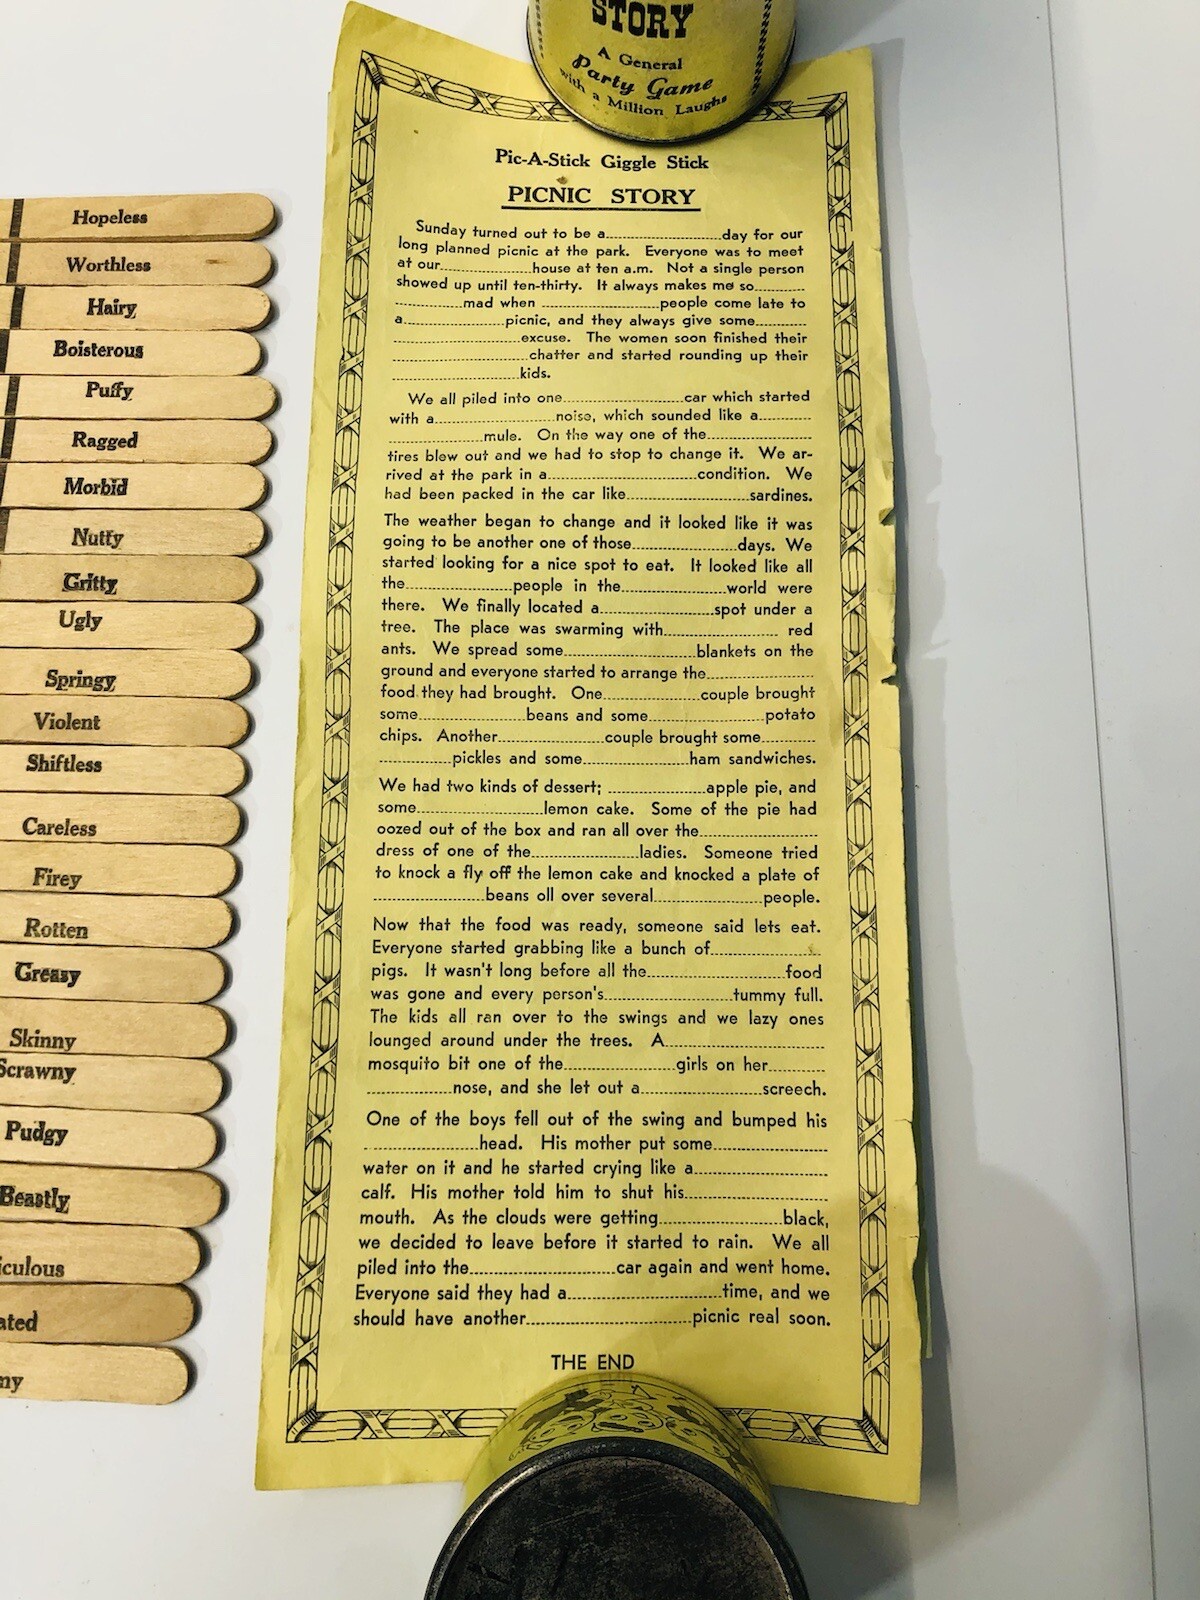 STORY
A General
Party Game
with a Million Laughs
Pic-A-Stick Giggle Stick
PICNIC STORY
Sunday turned out to be a....................day for our
long planned picnic at the park. Everyone was to meet
at our....................house at ten a.m. Not a single person
showed up until ten-thirty. It always makes me so..........
....................mad when ....................people come late to
a....................picnic, and they always give some..........
....................excuse. The women soon finished their
....................chatter and started rounding up their
....................kids.
We all piled into one....................car which started
with a....................noise, which sounded like a..........
....................mule. On the way one of the....................
tires blew out and we had to stop to change it. We ar-
rived at the park in a....................condition. We
had been packed in the car like....................sardines.
The weather began to change and it looked like it was
going to be another one of those....................days. We
started looking for a nice spot to eat. It looked like all
the....................people in the....................world were
there. We finally located a....................spot under a
tree. The place was swarming with.................... red
ants. We spread some....................blankets on the
ground and everyone started to arrange the....................
food they had brought. One....................couple brought
some....................beans and some....................potato
chips. Another....................couple brought some..........
....................pickles and some....................ham sandwiches.
We had two kinds of dessert; ....................apple pie, and
some....................lemon cake. Some of the pie had
oozed out of the box and ran all over the....................
dress of one of the....................ladies. Someone tried
to knock a fly off the lemon cake and knocked a plate of
....................beans oll over several....................people.
Now that the food was ready, someone said lets eat.
Everyone started grabbing like a bunch of....................
pigs. It wasn't long before all the....................food
was gone and every person's....................tummy full.
The kids all ran over to the swings and we lazy ones
lounged around under the trees. A....................
mosquito bit one of the....................girls on her..........
....................nose, and she let out a....................screech.
One of the boys fell out of the swing and bumped his
....................head. His mother put some....................
water on it and he started crying like a....................
calf. His mother told him to shut his....................
mouth. As the clouds were getting....................black,
we decided to leave before it started to rain. We all
piled into the....................car again and went home.
Everyone said they had a....................time, and we
should have another....................picnic real soon.
THE END
Hopeless
Worthless
Hairy
Boisterous
Puffy
Ragged
Morbid
Nutty
Gritty
Ugly
Springy
Violent
Shiftless
Careless
Firey
Rotten
Greasy
Skinny
Scrawny
Pudgy
Beastly
iculous
ated
my